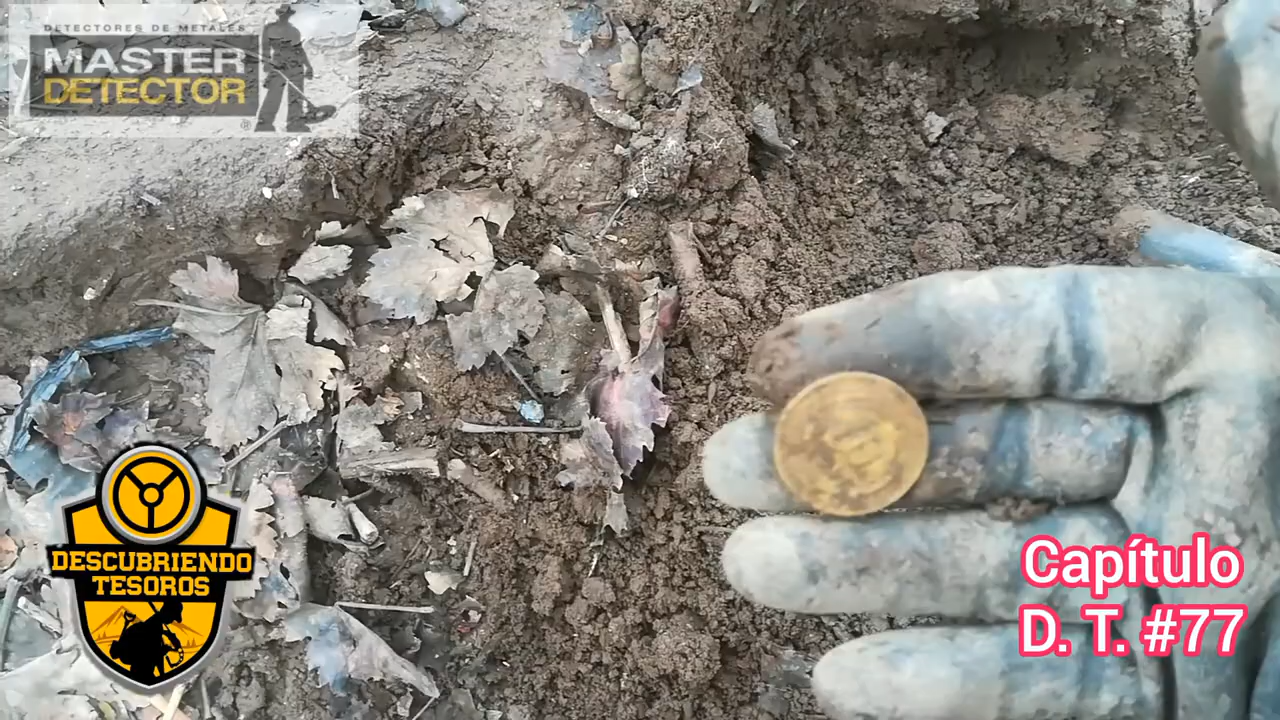 DETECTORES DE METALES
MASTER
DETECTOR
®
DESCUBRIENDO
TESOROS
Capítulo
D. T. #77